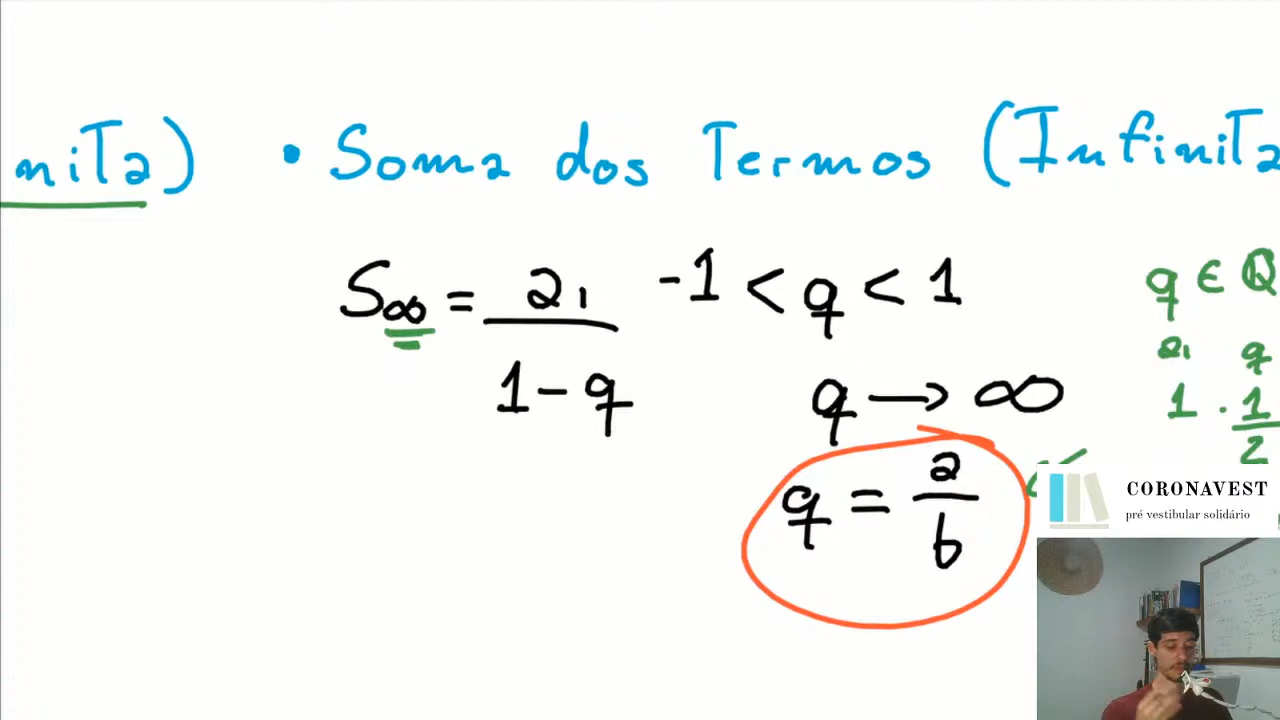 niTa) • Soma dos Termos (InfiniTa
S∞ = a₁ / 1 - q
-1 < q < 1
q → ∞
q = a / b
q ∈ Q
a₁ q
1 . 1 / 2
CORONAVEST
pré vestibular solidário